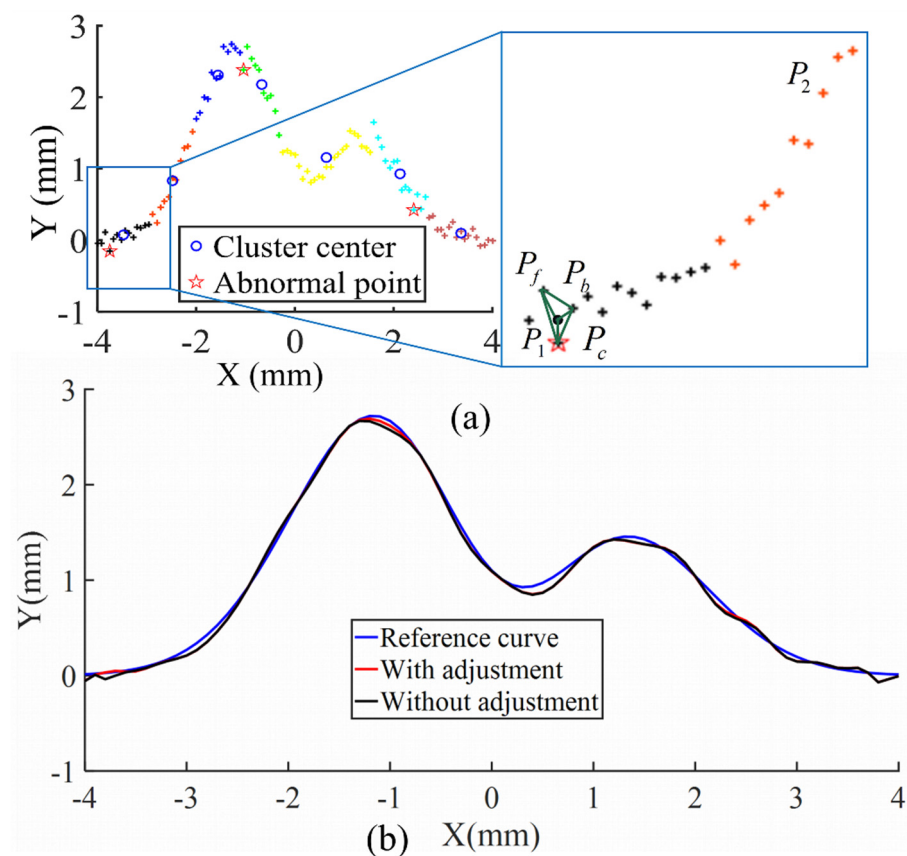 3
2
1
0
-1
Y (mm)
-4
-2
0
2
4
X (mm)
Cluster center
Abnormal point
P2
Pf
Pb
P1
Pc
(a)
3
2
1
0
-1
Y(mm)
Reference curve
With adjustment
Without adjustment
-4
-3
-2
-1
0
1
2
3
4
X(mm)
(b)